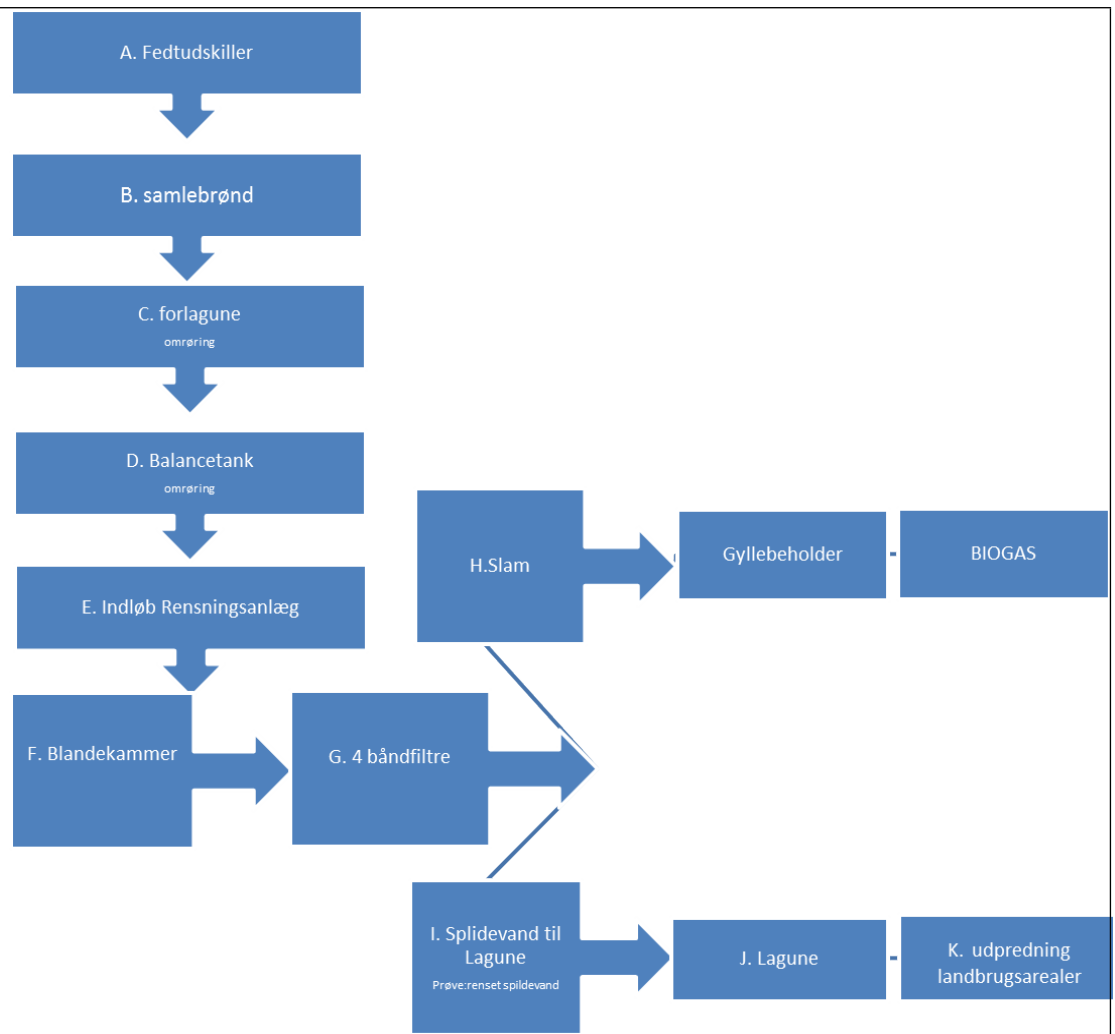 A. Fedtudskiller
B. samlebrønd
C. forlagune
omrøring
D. Balancetank
omrøring
E. Indløb Rensningsanlæg
F. Blandekammer
G. 4 båndfiltre
H.Slam
Gyllebeholder
BIOGAS
I. Splidevand til
Lagune
Prøve:renset spildevand
J. Lagune
K. udpredning
landbrugsarealer